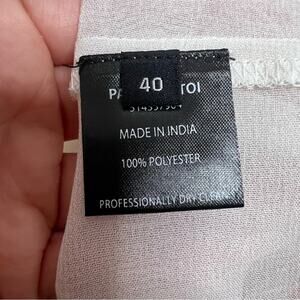 40
MADE IN INDIA
100% POLYESTER
PROFESSIONALLY DRY CLEAN